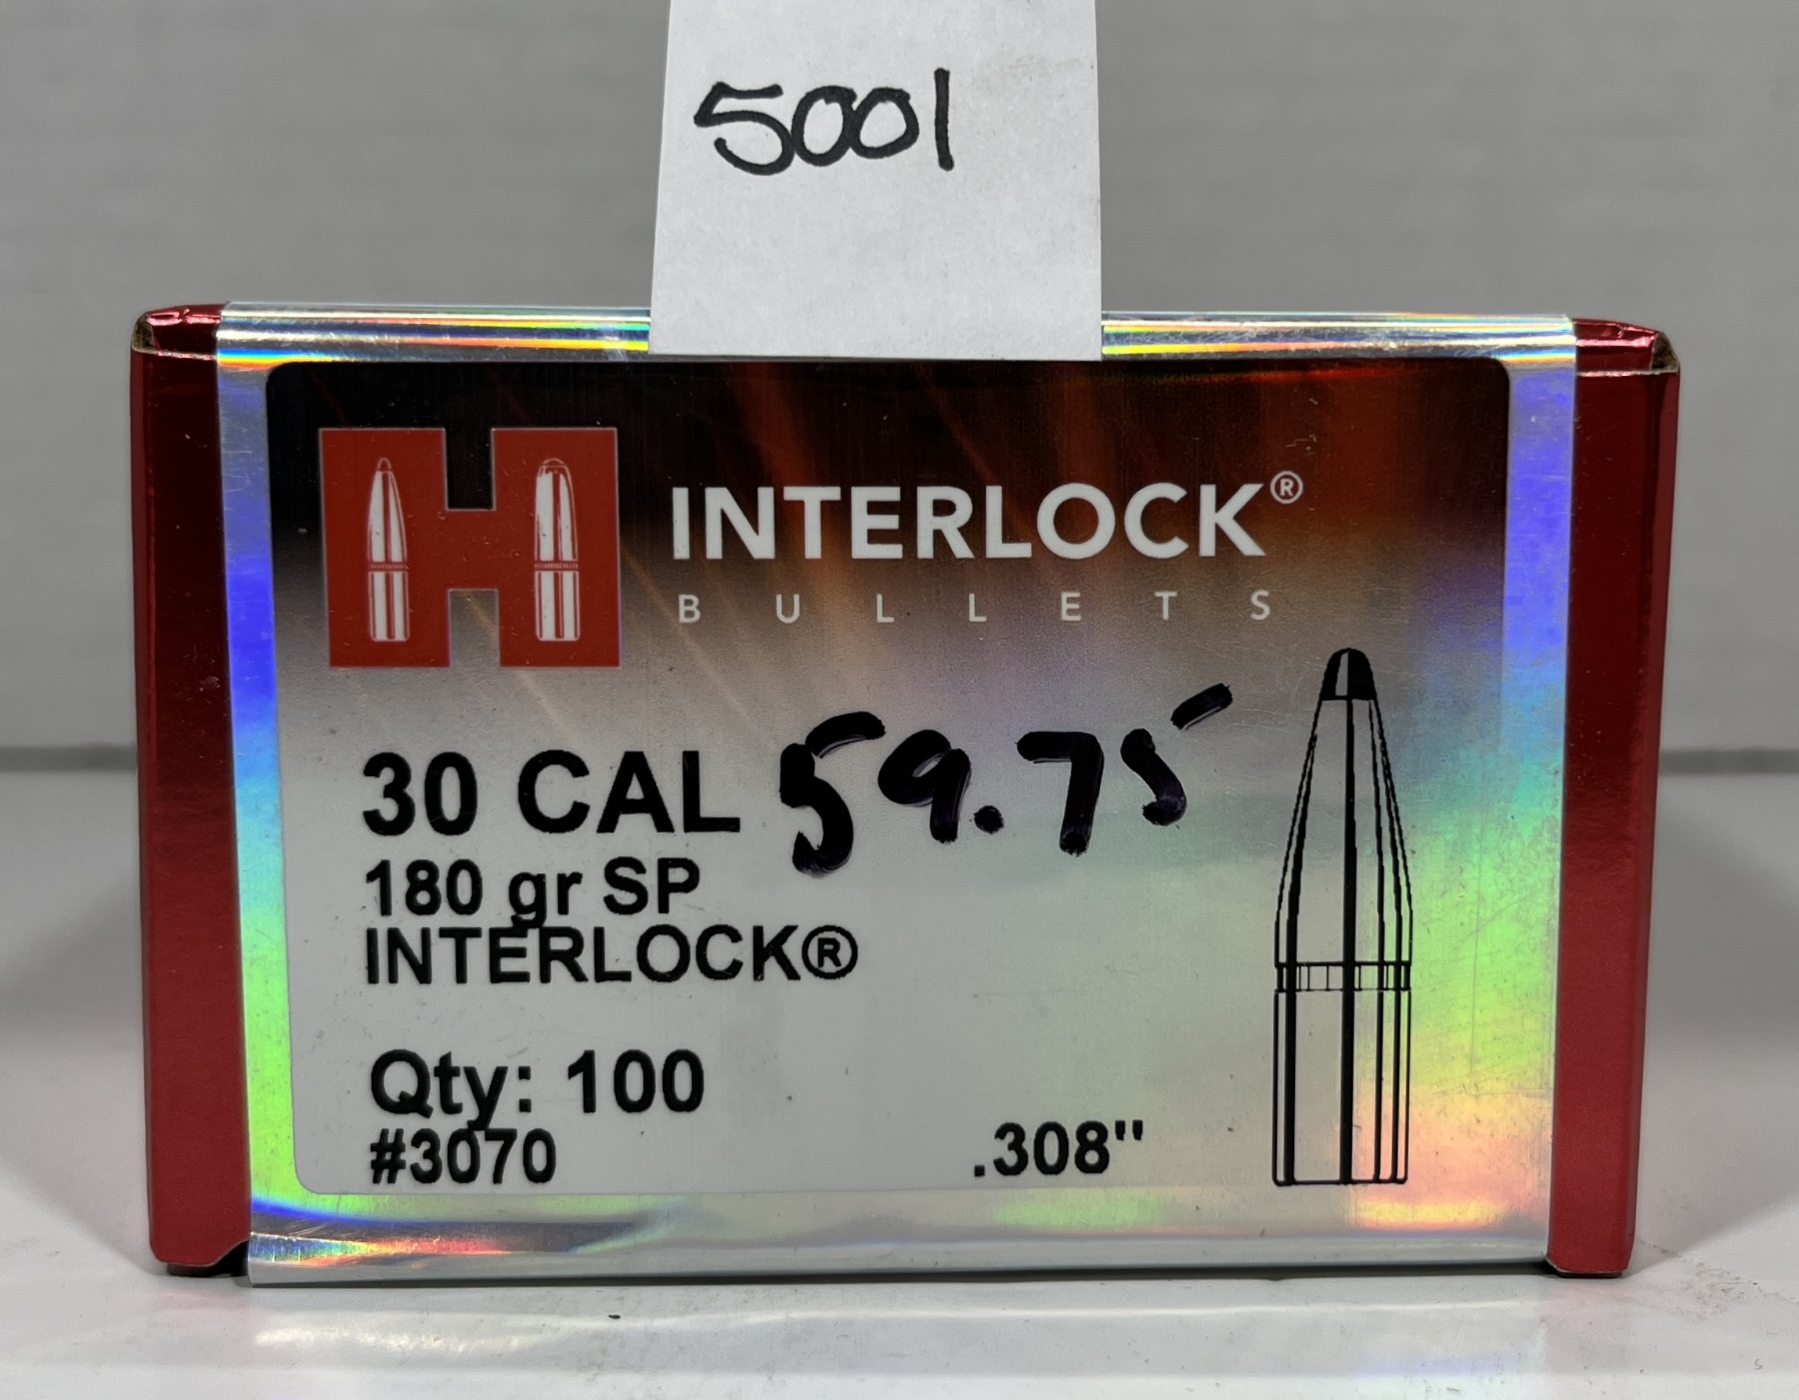 5001
INTERLOCK®
BULLETS
30 CAL 59.75
180 gr SP
INTERLOCK®
Qty: 100
#3070 .308"